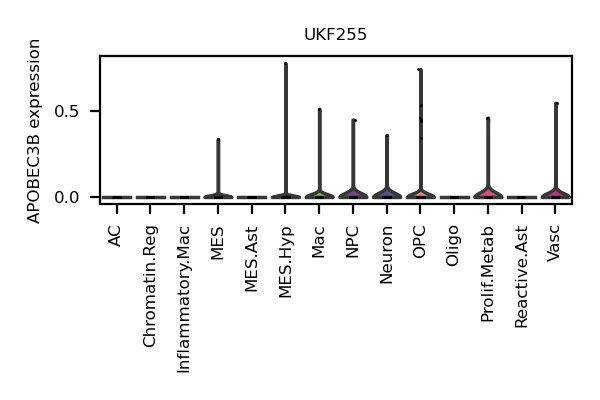 UKF255
APOBEC3B expression
0.5
0.0
AC
Chromatin.Reg
Inflammatory.Mac
MES
MES.Ast
MES.Hyp
Mac
NPC
Neuron
OPC
Oligo
Prolif.Metab
Reactive.Ast
Vasc